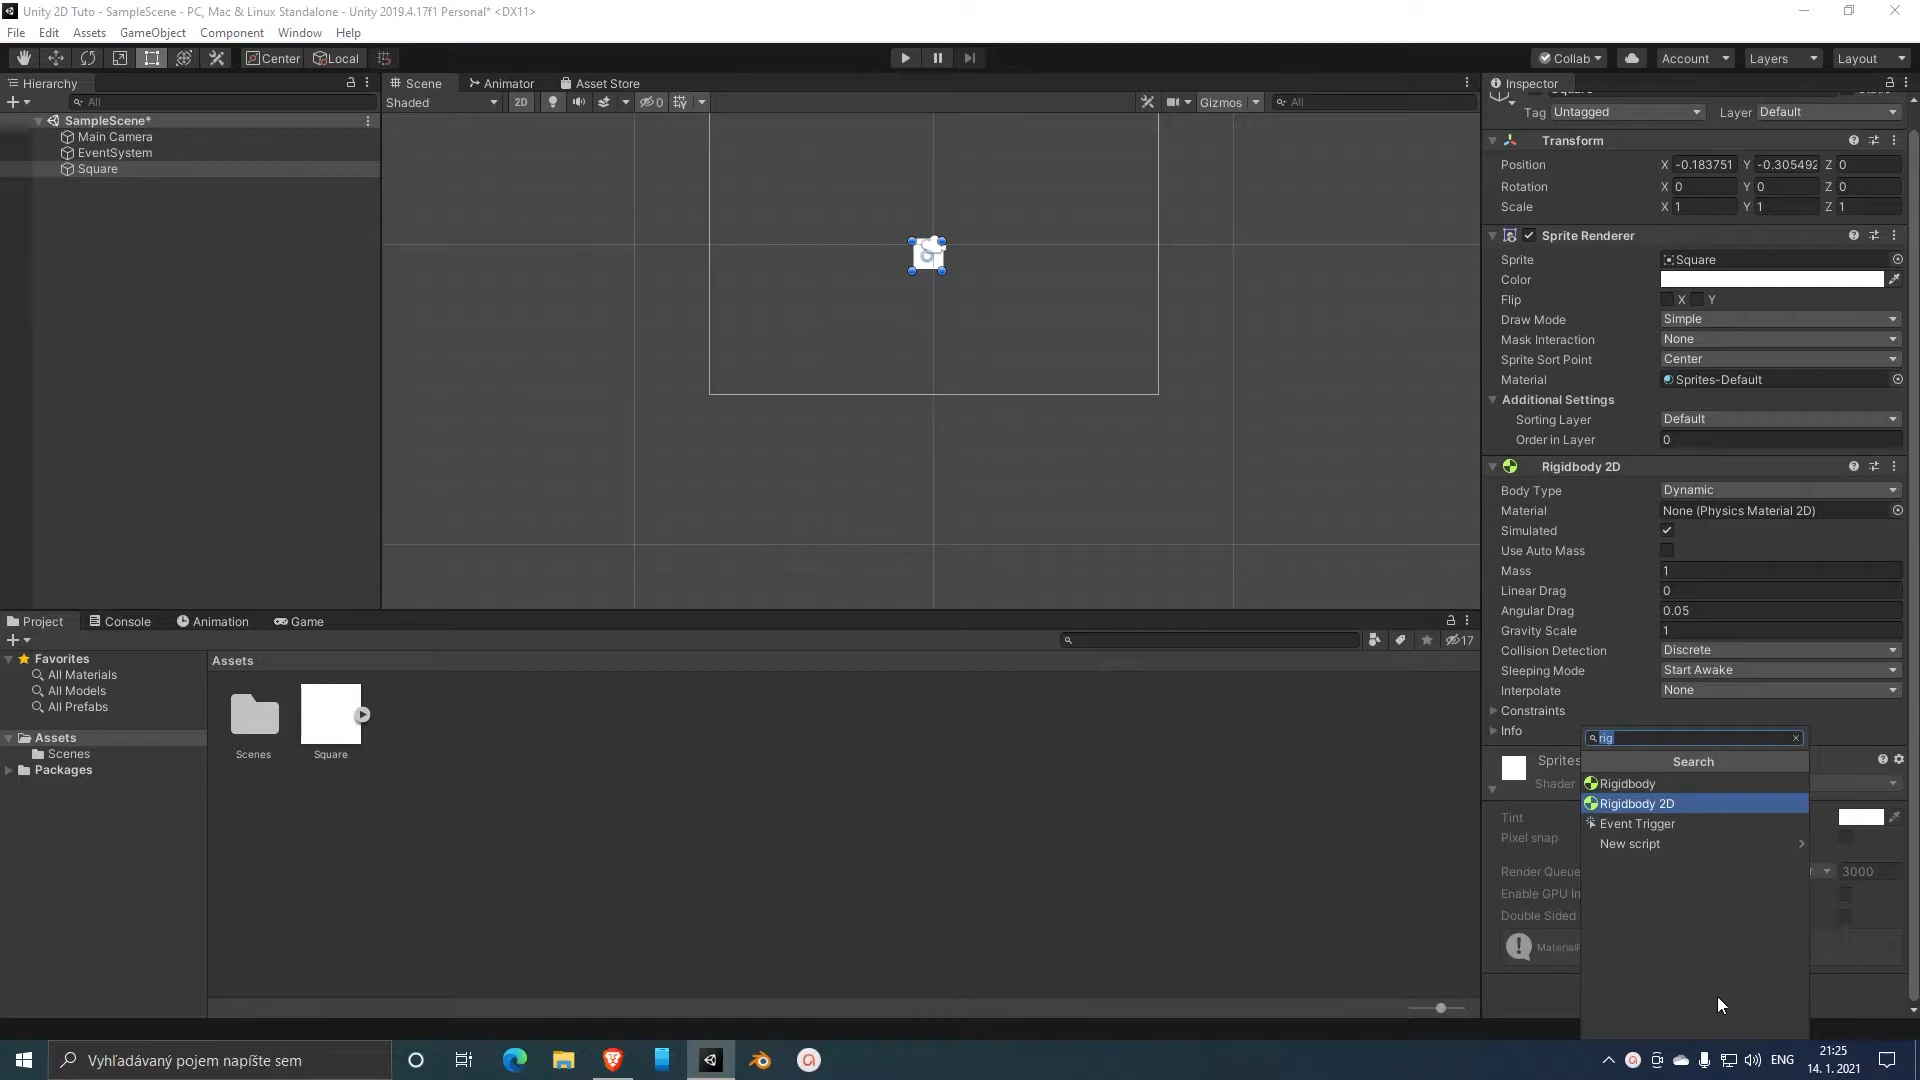 Unity 2D Tuto - SampleScene - PC, Mac & Linux Standalone - Unity 2019.4.17f1 Personal* <DX11>
File Edit Assets GameObject Component Window Help
Center Local Collab Account Layers Layout
Hierarchy
All
SampleScene*
Main Camera
EventSystem
Square
Scene Animator Asset Store
Shaded 2D 0 Gizmos All
Inspector
Tag Untagged Layer Default
Transform
Position X -0.183751 Y -0.305492 Z 0
Rotation X 0 Y 0 Z 0
Scale X 1 Y 1 Z 1
Sprite Renderer
Sprite Square
Color
Flip X Y
Draw Mode Simple
Mask Interaction None
Sprite Sort Point Center
Material Sprites-Default
Additional Settings
Sorting Layer Default
Order in Layer 0
Rigidbody 2D
Body Type Dynamic
Material None (Physics Material 2D)
Simulated
Use Auto Mass
Mass 1
Linear Drag 0
Angular Drag 0.05
Gravity Scale 1
Collision Detection Discrete
Sleeping Mode Start Awake
Interpolate None
Constraints
Info
rig
Search
Rigidbody
Rigidbody 2D
Event Trigger
New script
Sprites
Shader
Tint
Pixel snap
Render Queue 3000
Enable GPU In
Double Sided
Project Console Animation Game
17
Favorites
All Materials
All Models
All Prefabs
Assets
Scenes
Packages
Assets
Scenes Square
Vyhľadávaný pojem napíšte sem
ENG
21:25
14. 1. 2021